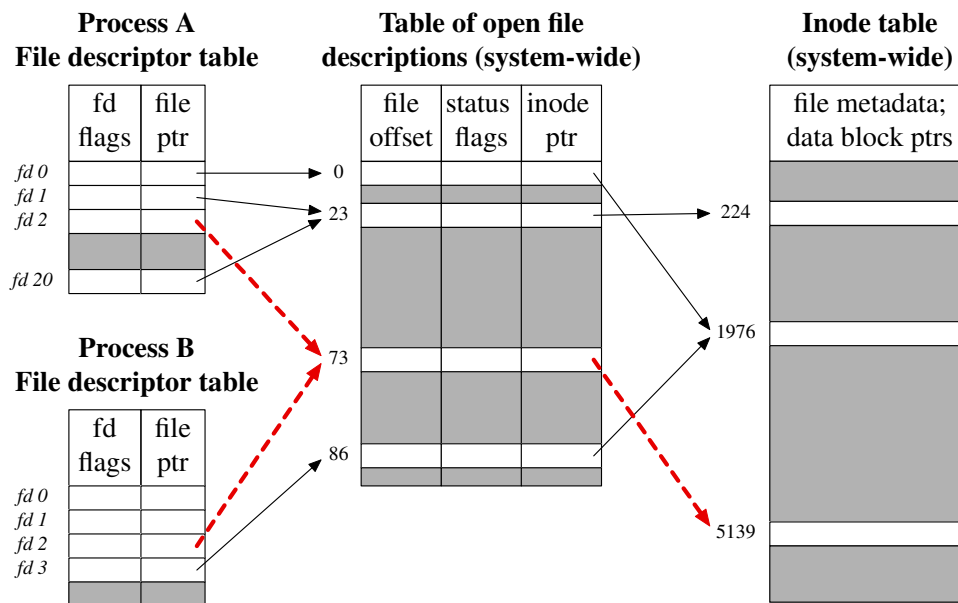 Process A
File descriptor table
fd flags
file ptr
fd 0
fd 1
fd 2
fd 20
Process B
File descriptor table
fd flags
file ptr
fd 0
fd 1
fd 2
fd 3
Table of open file
descriptions (system-wide)
file offset
status flags
inode ptr
0
23
73
86
Inode table
(system-wide)
file metadata;
data block ptrs
224
1976
5139